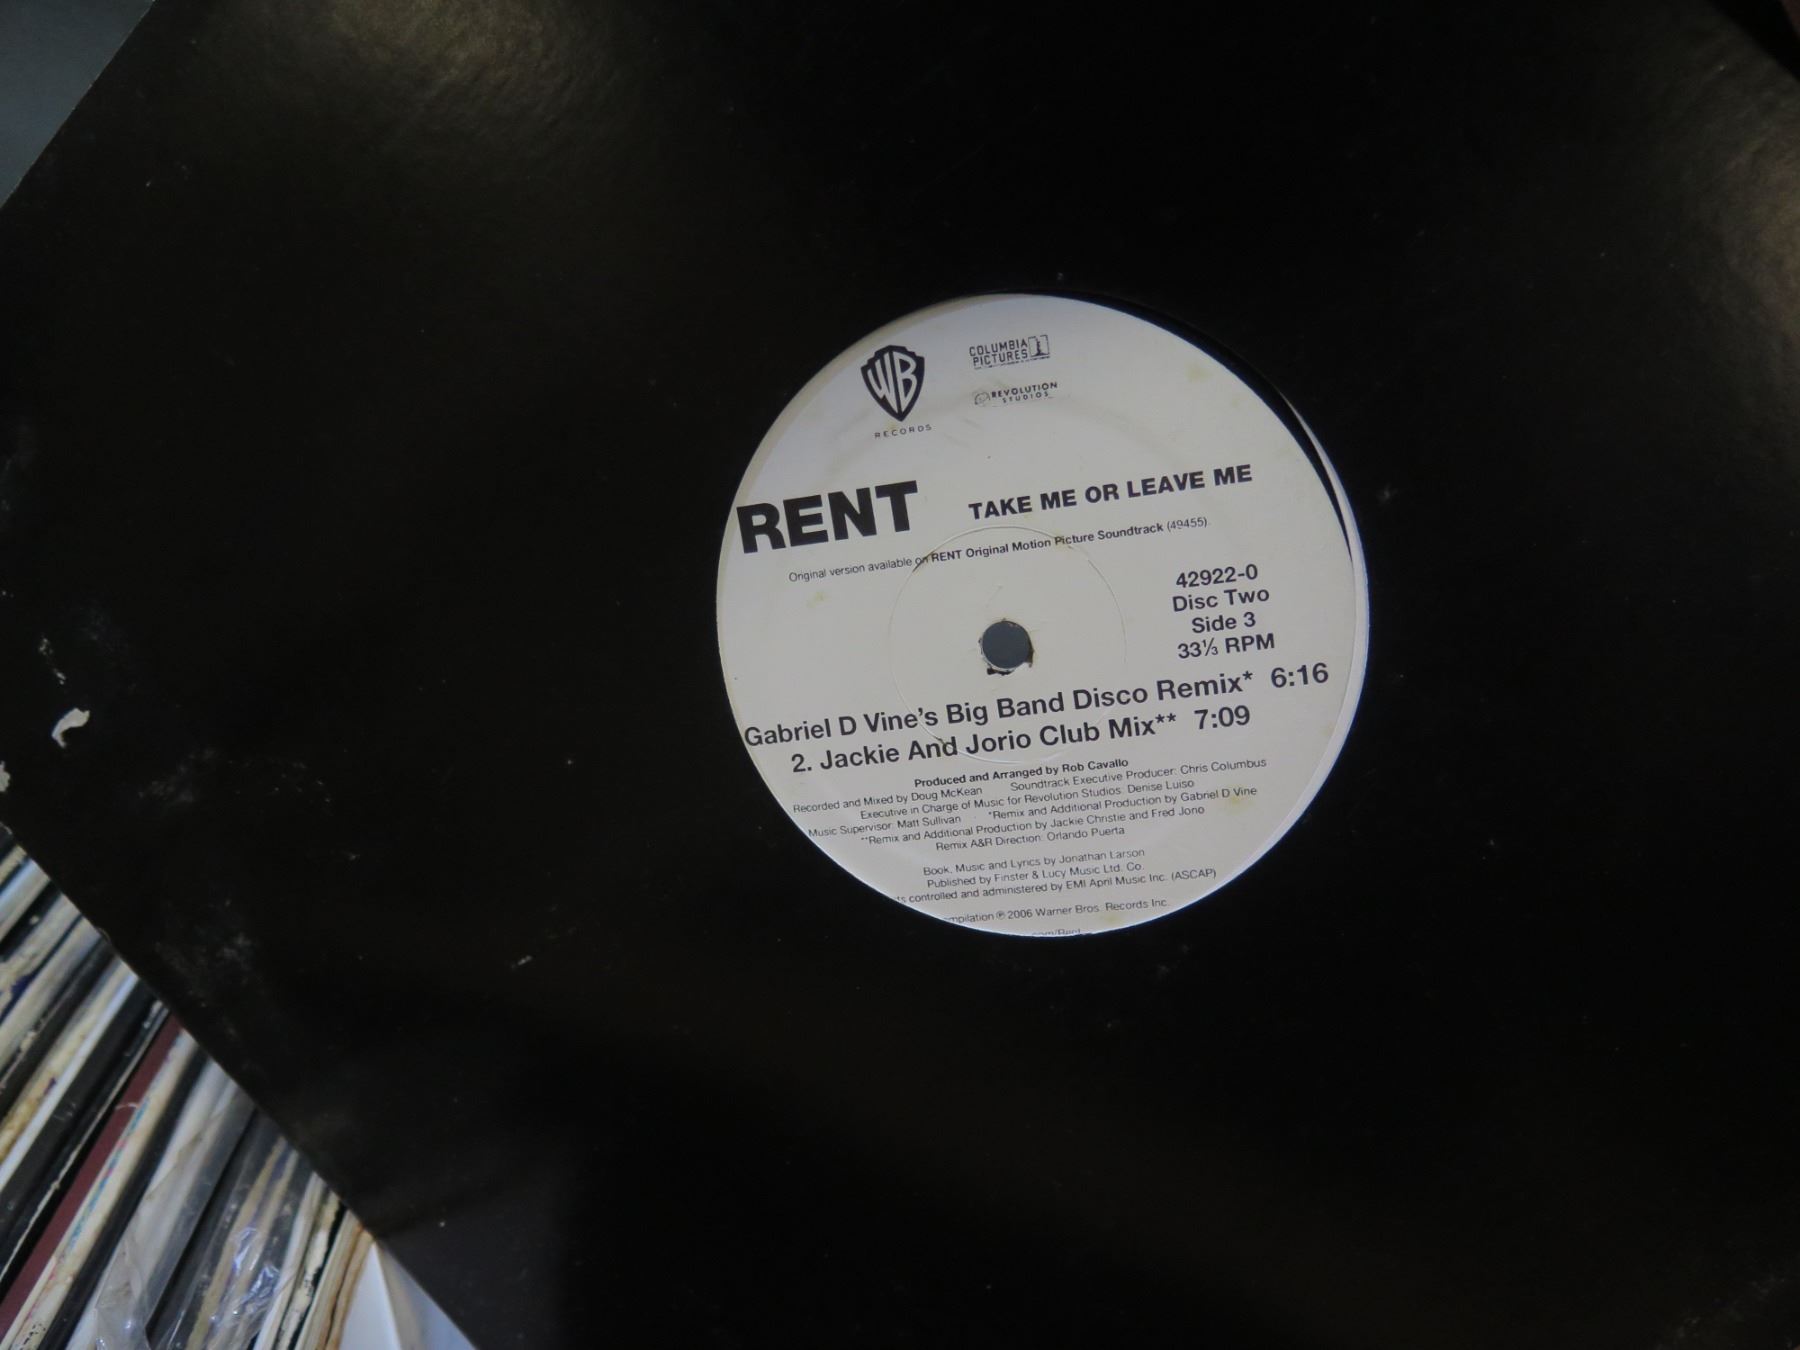 WB
RECORDS
COLUMBIA
PICTURES
REVOLUTION
STUDIOS
RENT TAKE ME OR LEAVE ME
Original version available on RENT Original Motion Picture Soundtrack (49455).
42922-0
Disc Two
Side 3
33⅓ RPM
Gabriel D Vine's Big Band Disco Remix* 6:16
2. Jackie And Jorio Club Mix** 7:09
Produced and Arranged by Rob Cavallo
Recorded and Mixed by Doug McKean Soundtrack Executive Producer: Chris Columbus
Executive in Charge of Music for Revolution Studios: Denise Luiso
Music Supervisor: Matt Sullivan *Remix and Additional Production by Gabriel D Vine
**Remix and Additional Production by Jackie Christie and Fred Jono
Remix A&R Direction: Orlando Puerta
Book, Music and Lyrics by Jonathan Larson
Published by Finster & Lucy Music Ltd. Co.
controlled and administered by EMI April Music Inc. (ASCAP)
℗ 2006 Warner Bros. Records Inc.